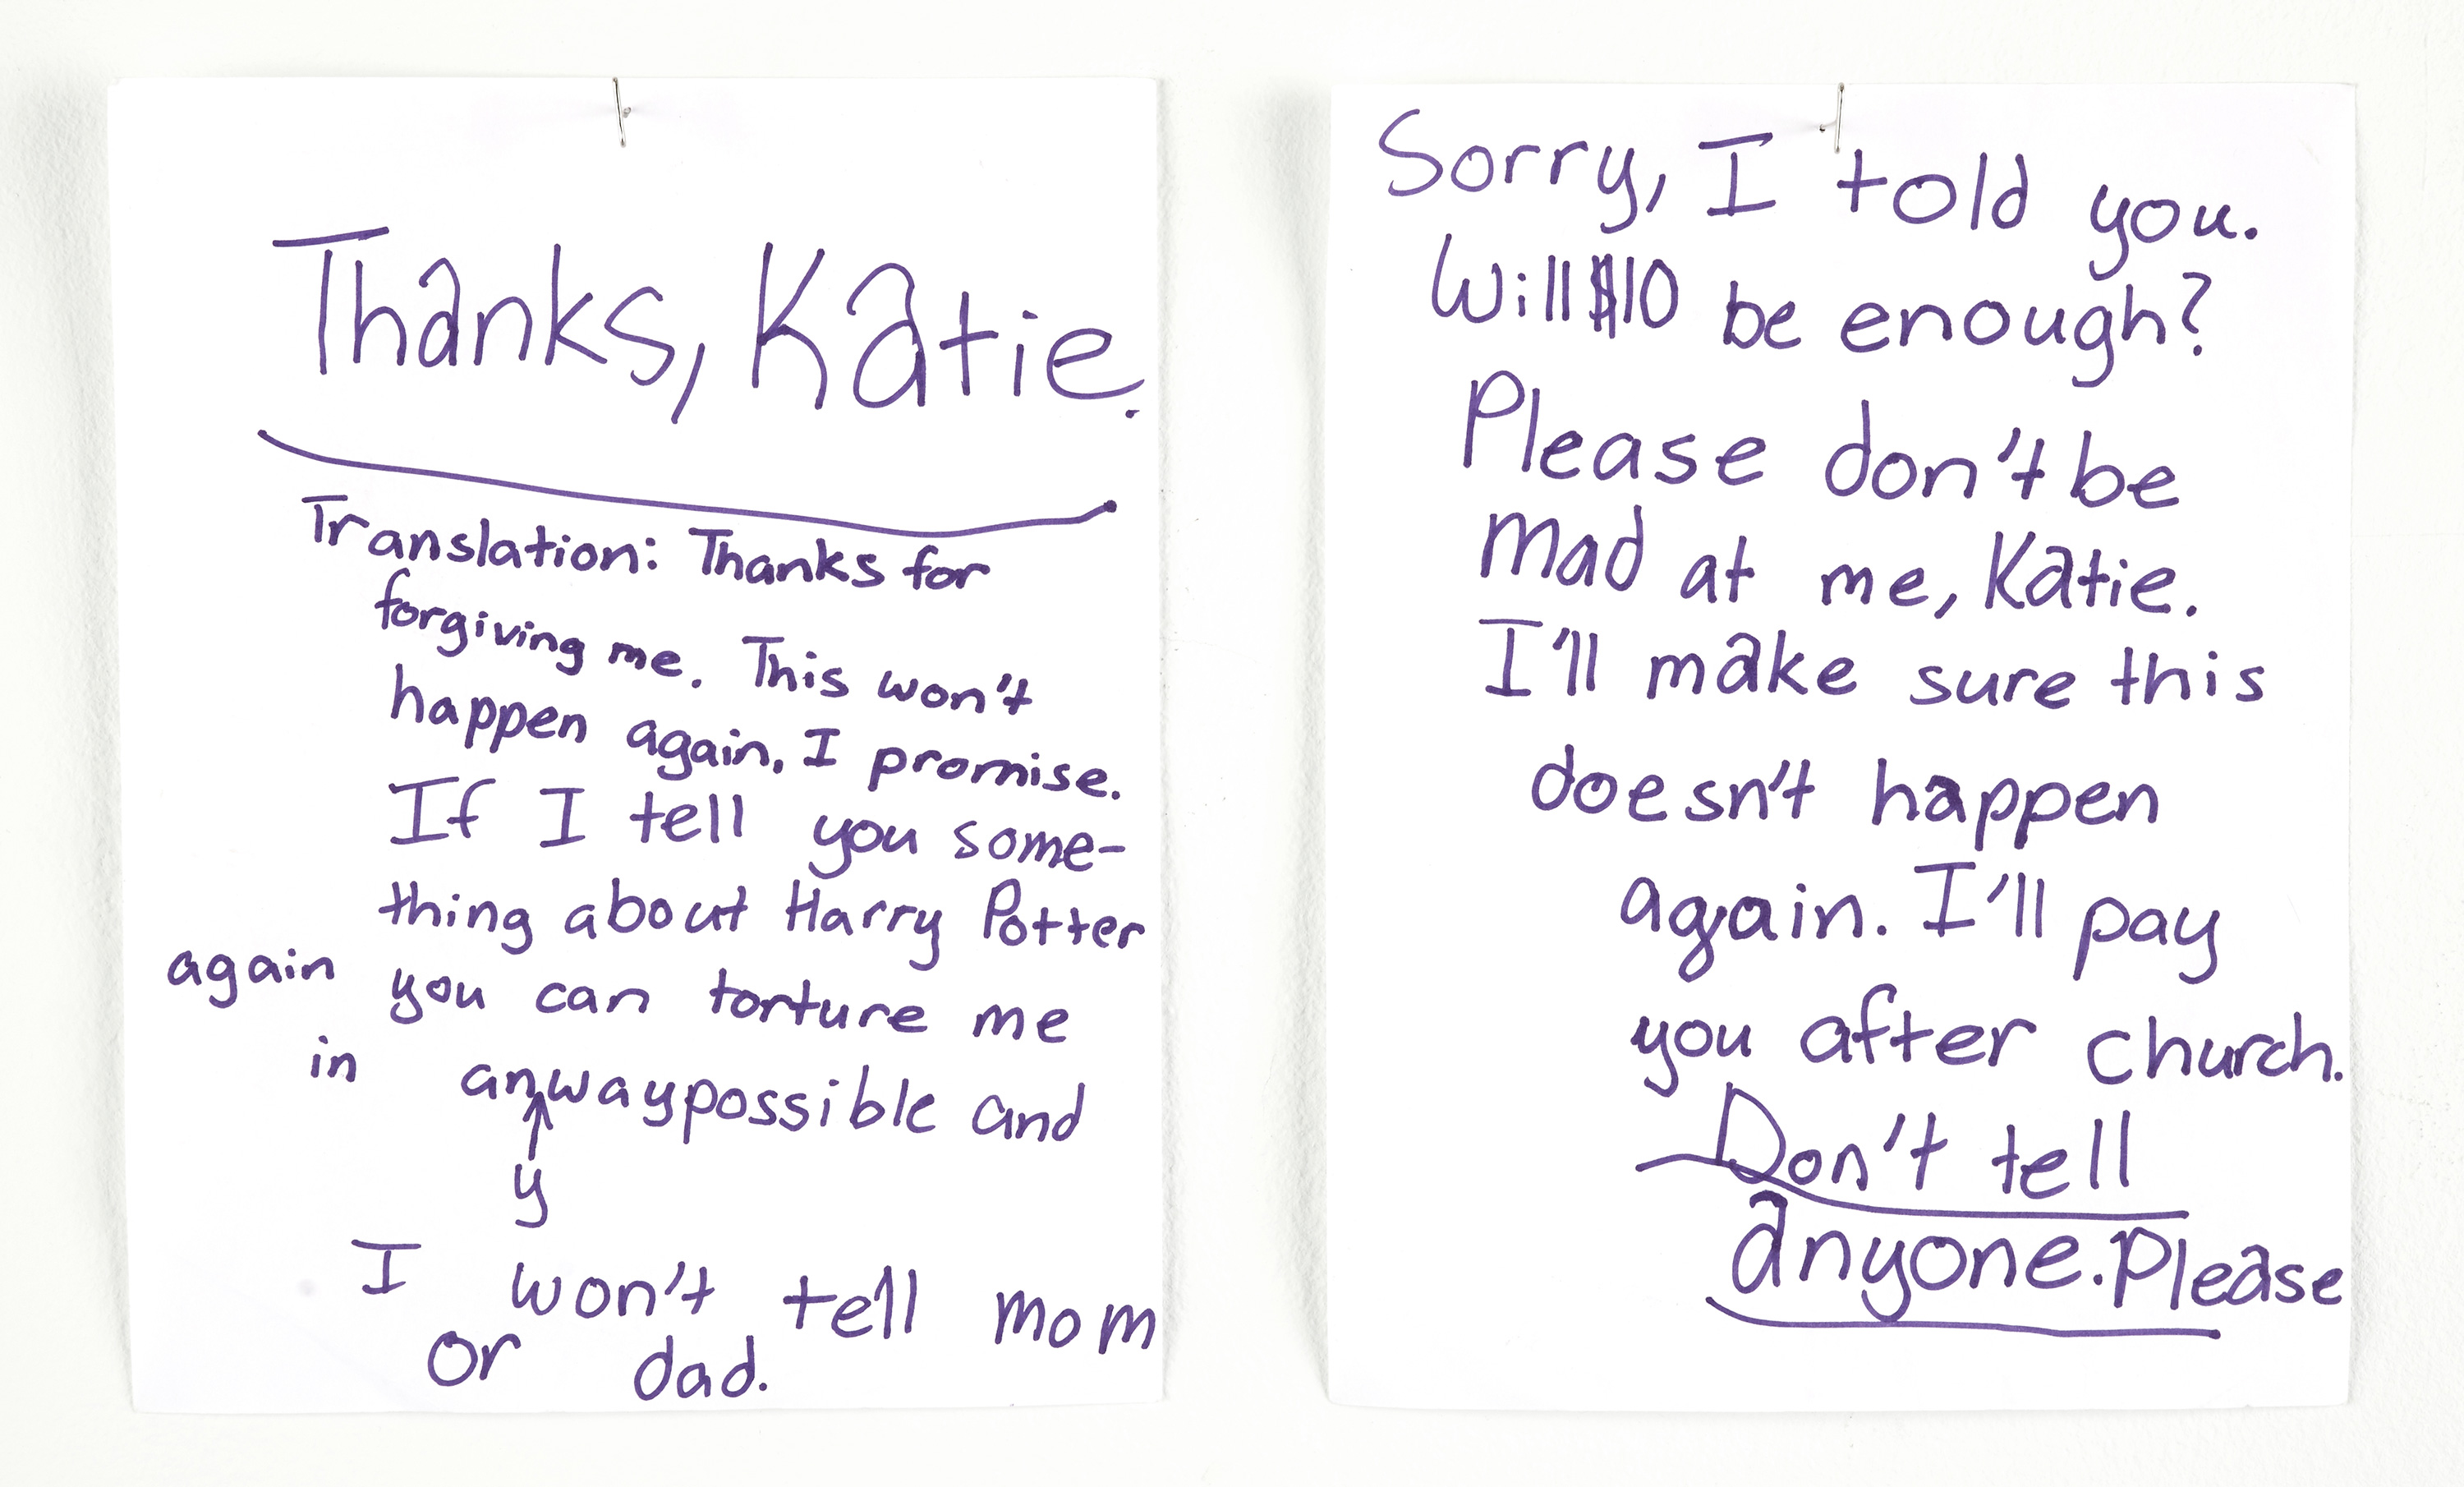 Thanks, Katie.
Translation: Thanks for
forgiving me. This won't
happen again, I promise.
If I tell you some-
thing about Harry Potter
again you can torture me
in anwaypossible and
y
I won't tell mom
or dad.
Sorry, I told you.
Will $10 be enough?
Please don't be
mad at me, Katie.
I'll make sure this
doesn't happen
again. I'll pay
you after church.
Don't tell
anyone. Please